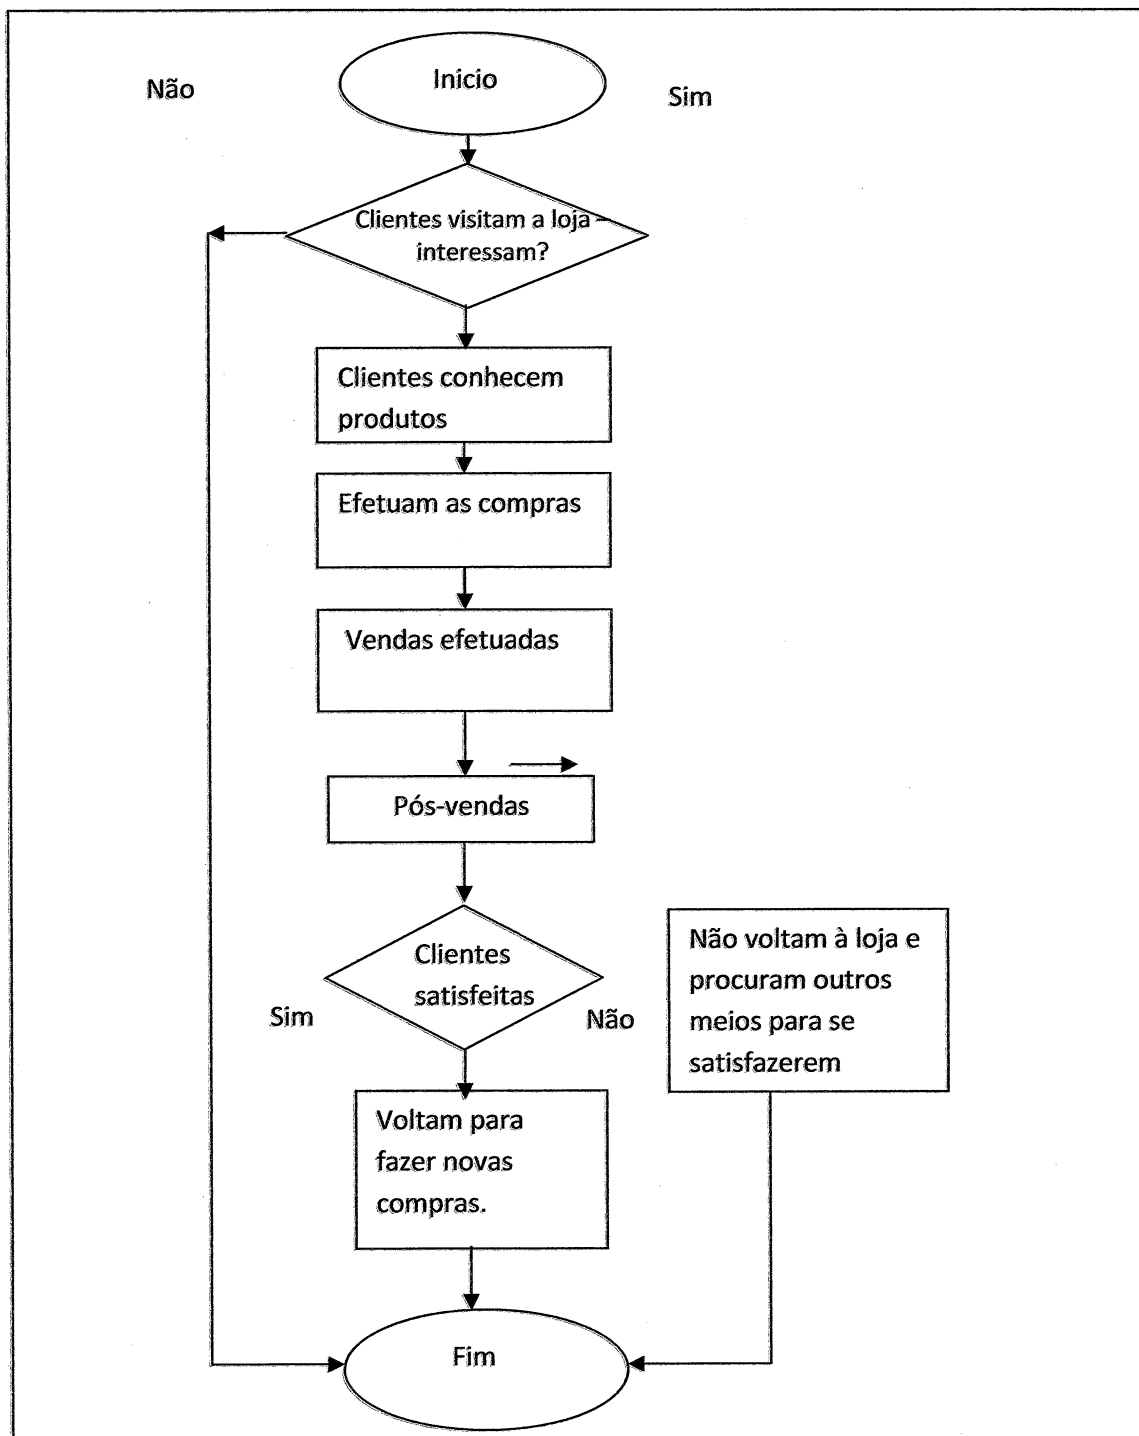 Não
Inicio
Sim
Clientes visitam a loja –
interessam?
Clientes conhecem
produtos
Efetuam as compras
Vendas efetuadas
Pós-vendas
Clientes
satisfeitas
Sim
Não
Não voltam à loja e
procuram outros
meios para se
satisfazerem
Voltam para
fazer novas
compras.
Fim